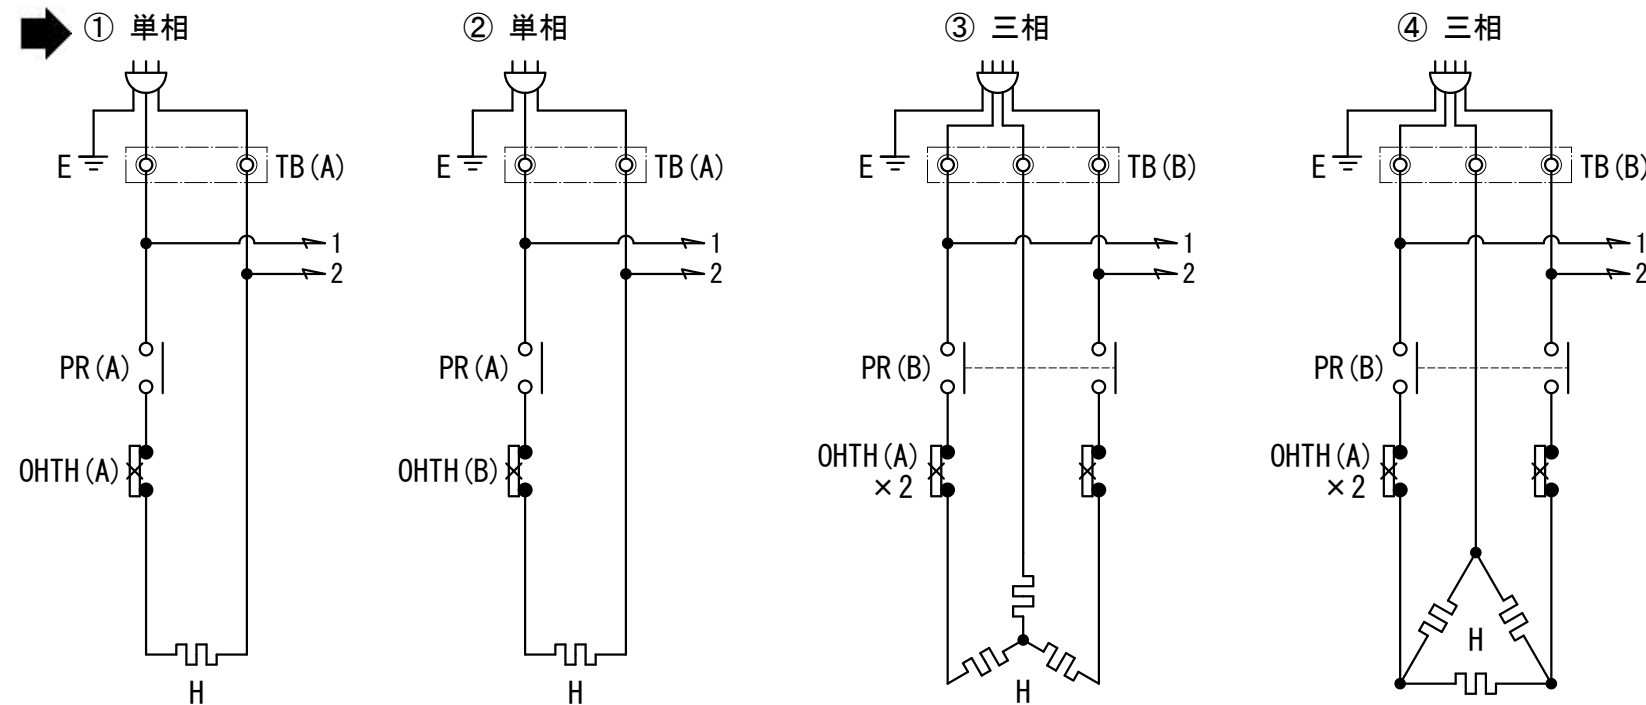 ① 単相
② 単相
③ 三相
④ 三相
E
TB(A)
E
TB(A)
E
TB(B)
E
TB(B)
1
1
1
1
2
2
2
2
PR(A)
PR(A)
PR(B)
PR(B)
OHTH(A)
OHTH(B)
OHTH(A)
×2
OHTH(A)
×2
H
H
H
H